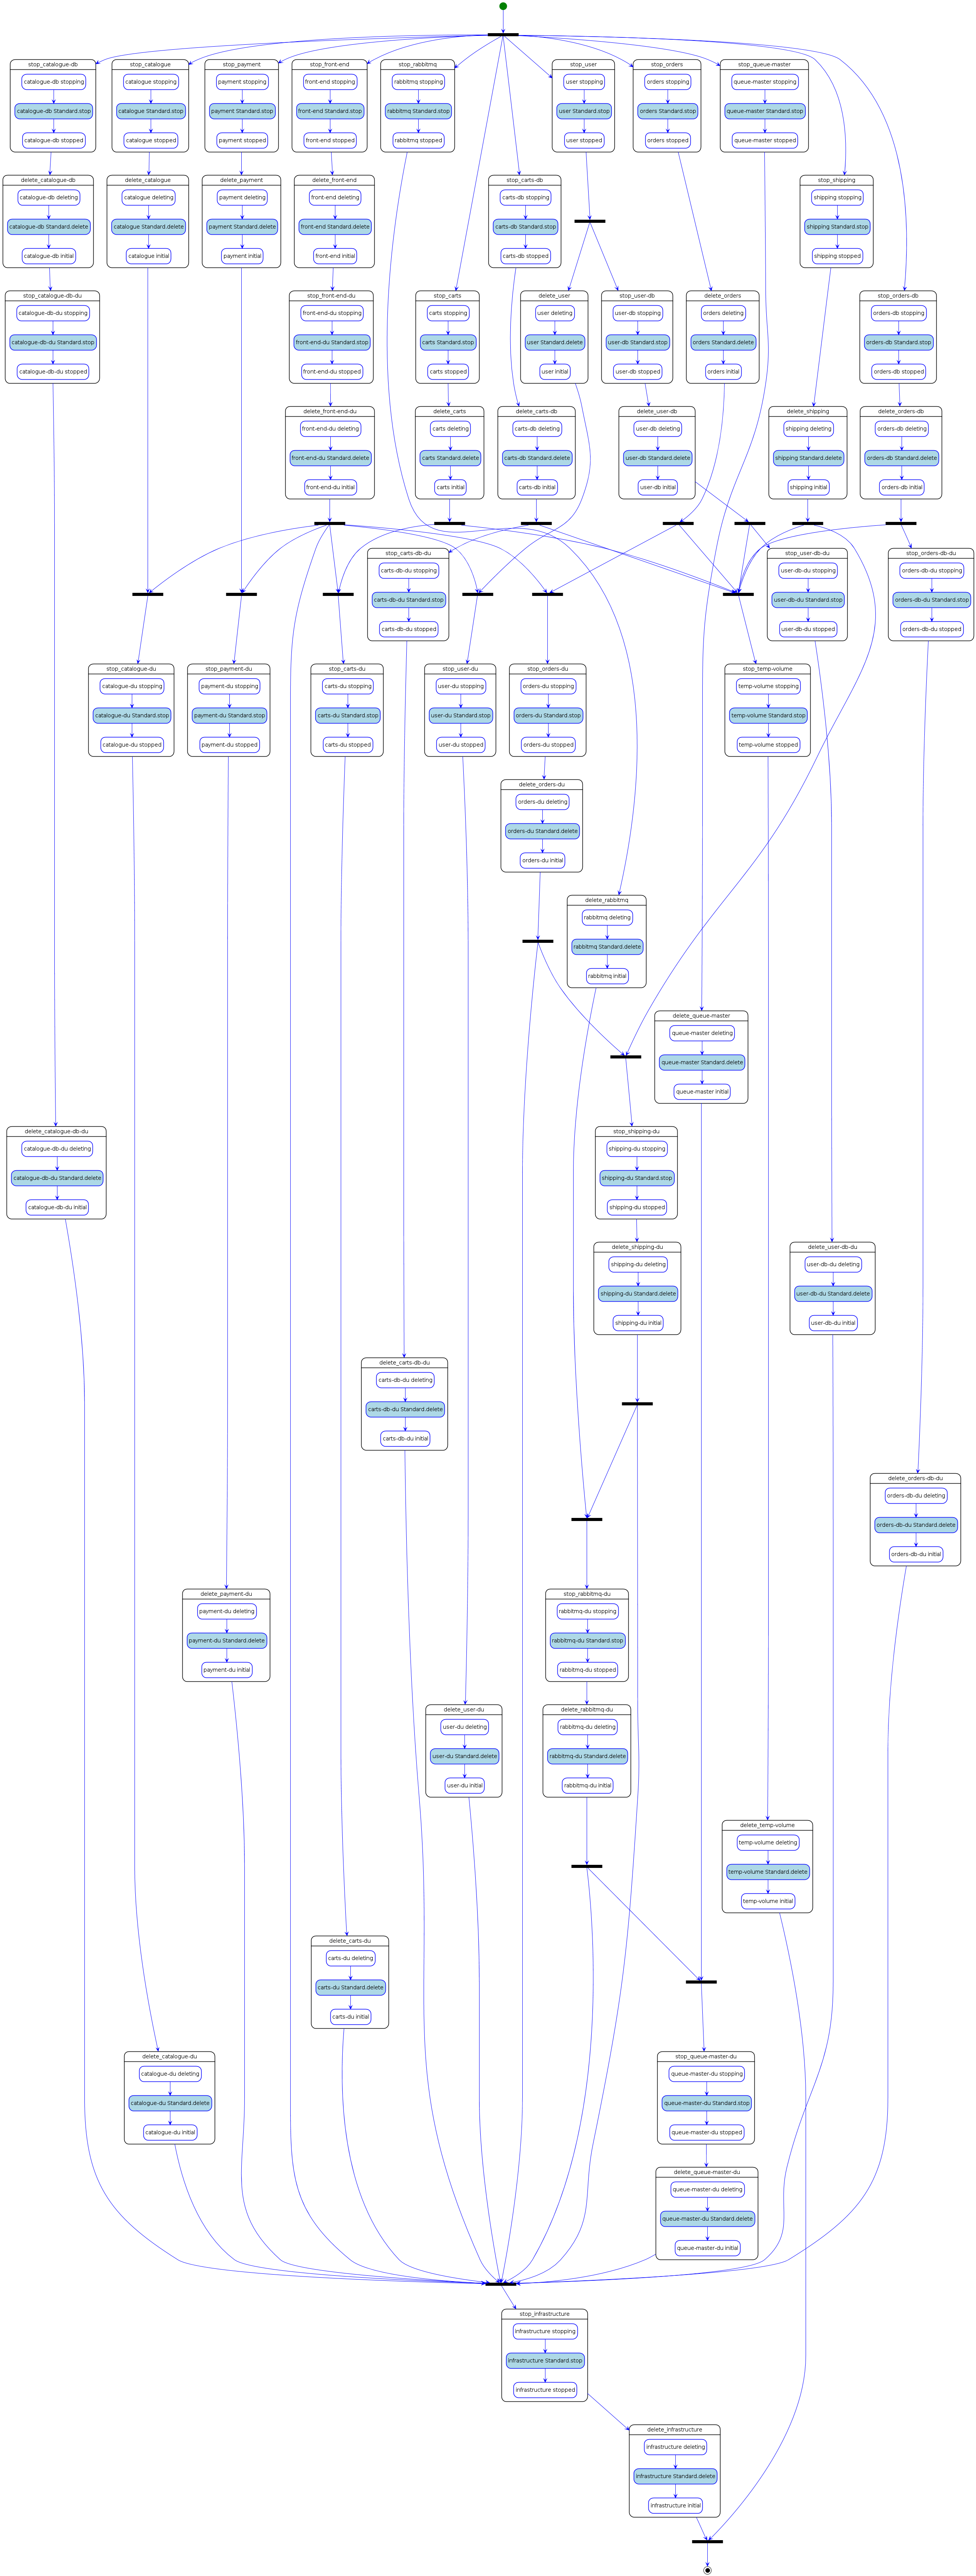 stop_catalogue-db
catalogue-db stopping
catalogue-db Standard.stop
catalogue-db stopped
stop_catalogue
catalogue stopping
catalogue Standard.stop
catalogue stopped
stop_payment
payment stopping
payment Standard.stop
payment stopped
stop_front-end
front-end stopping
front-end Standard.stop
front-end stopped
stop_rabbitmq
rabbitmq stopping
rabbitmq Standard.stop
rabbitmq stopped
stop_user
user stopping
user Standard.stop
user stopped
stop_orders
orders stopping
orders Standard.stop
orders stopped
stop_queue-master
queue-master stopping
queue-master Standard.stop
queue-master stopped
delete_catalogue-db
catalogue-db deleting
catalogue-db Standard.delete
catalogue-db initial
delete_catalogue
catalogue deleting
catalogue Standard.delete
catalogue initial
delete_payment
payment deleting
payment Standard.delete
payment initial
delete_front-end
front-end deleting
front-end Standard.delete
front-end initial
stop_carts-db
carts-db stopping
carts-db Standard.stop
carts-db stopped
stop_shipping
shipping stopping
shipping Standard.stop
shipping stopped
stop_catalogue-db-du
catalogue-db-du stopping
catalogue-db-du Standard.stop
catalogue-db-du stopped
stop_front-end-du
front-end-du stopping
front-end-du Standard.stop
front-end-du stopped
stop_carts
carts stopping
carts Standard.stop
carts stopped
delete_user
user deleting
user Standard.delete
user initial
stop_user-db
user-db stopping
user-db Standard.stop
user-db stopped
delete_orders
orders deleting
orders Standard.delete
orders initial
stop_orders-db
orders-db stopping
orders-db Standard.stop
orders-db stopped
delete_front-end-du
front-end-du deleting
front-end-du Standard.delete
front-end-du initial
delete_carts
carts deleting
carts Standard.delete
carts initial
delete_carts-db
carts-db deleting
carts-db Standard.delete
carts-db initial
delete_user-db
user-db deleting
user-db Standard.delete
user-db initial
delete_shipping
shipping deleting
shipping Standard.delete
shipping initial
delete_orders-db
orders-db deleting
orders-db Standard.delete
orders-db initial
stop_carts-db-du
carts-db-du stopping
carts-db-du Standard.stop
carts-db-du stopped
stop_user-db-du
user-db-du stopping
user-db-du Standard.stop
user-db-du stopped
stop_orders-db-du
orders-db-du stopping
orders-db-du Standard.stop
orders-db-du stopped
stop_catalogue-du
catalogue-du stopping
catalogue-du Standard.stop
catalogue-du stopped
stop_payment-du
payment-du stopping
payment-du Standard.stop
payment-du stopped
stop_carts-du
carts-du stopping
carts-du Standard.stop
carts-du stopped
stop_user-du
user-du stopping
user-du Standard.stop
user-du stopped
stop_orders-du
orders-du stopping
orders-du Standard.stop
orders-du stopped
stop_temp-volume
temp-volume stopping
temp-volume Standard.stop
temp-volume stopped
delete_orders-du
orders-du deleting
orders-du Standard.delete
orders-du initial
delete_rabbitmq
rabbitmq deleting
rabbitmq Standard.delete
rabbitmq initial
delete_queue-master
queue-master deleting
queue-master Standard.delete
queue-master initial
delete_catalogue-db-du
catalogue-db-du deleting
catalogue-db-du Standard.delete
catalogue-db-du initial
stop_shipping-du
shipping-du stopping
shipping-du Standard.stop
shipping-du stopped
delete_shipping-du
shipping-du deleting
shipping-du Standard.delete
shipping-du initial
delete_user-db-du
user-db-du deleting
user-db-du Standard.delete
user-db-du initial
delete_carts-db-du
carts-db-du deleting
carts-db-du Standard.delete
carts-db-du initial
delete_orders-db-du
orders-db-du deleting
orders-db-du Standard.delete
orders-db-du initial
delete_payment-du
payment-du deleting
payment-du Standard.delete
payment-du initial
stop_rabbitmq-du
rabbitmq-du stopping
rabbitmq-du Standard.stop
rabbitmq-du stopped
delete_user-du
user-du deleting
user-du Standard.delete
user-du initial
delete_rabbitmq-du
rabbitmq-du deleting
rabbitmq-du Standard.delete
rabbitmq-du initial
delete_temp-volume
temp-volume deleting
temp-volume Standard.delete
temp-volume initial
delete_carts-du
carts-du deleting
carts-du Standard.delete
carts-du initial
delete_catalogue-du
catalogue-du deleting
catalogue-du Standard.delete
catalogue-du initial
stop_queue-master-du
queue-master-du stopping
queue-master-du Standard.stop
queue-master-du stopped
delete_queue-master-du
queue-master-du deleting
queue-master-du Standard.delete
queue-master-du initial
stop_infrastructure
infrastructure stopping
infrastructure Standard.stop
infrastructure stopped
delete_infrastructure
infrastructure deleting
infrastructure Standard.delete
infrastructure initial